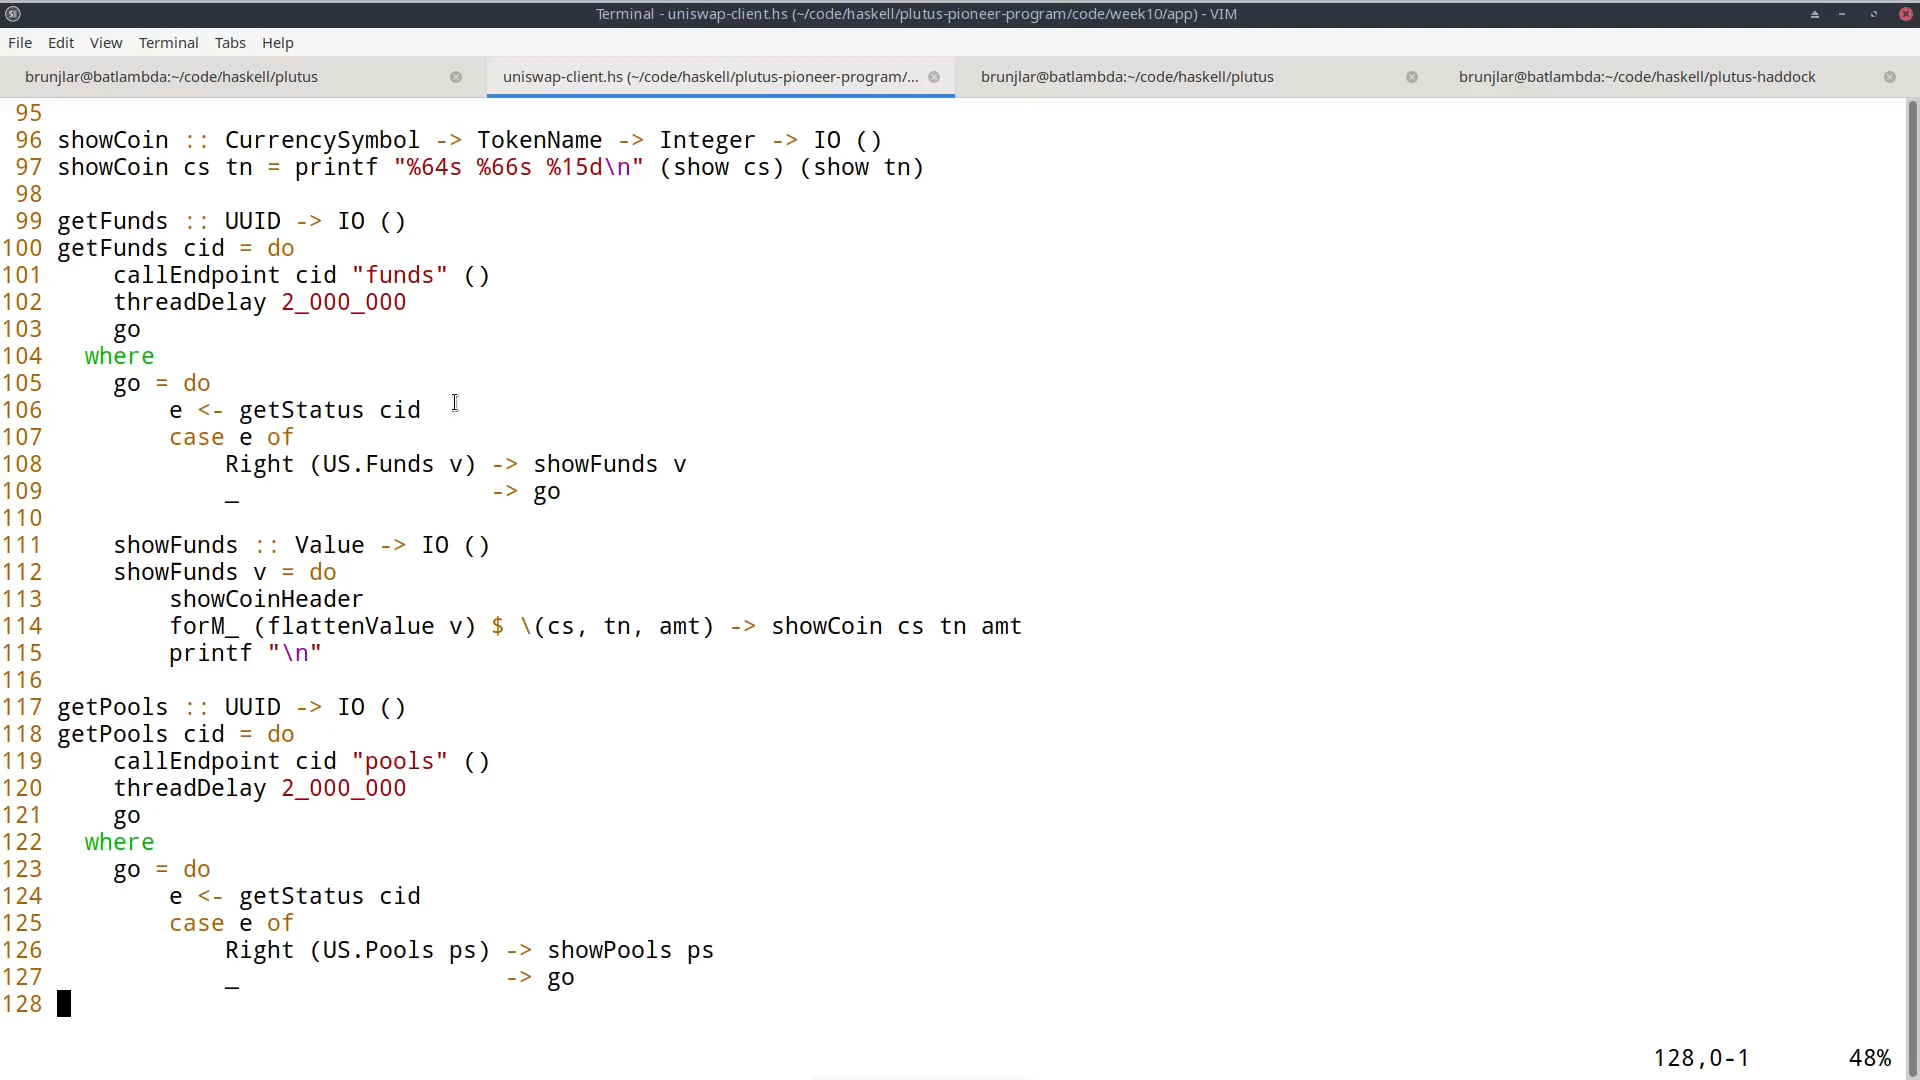 Terminal - uniswap-client.hs (~/code/haskell/plutus-pioneer-program/code/week10/app) - VIM
File Edit View Terminal Tabs Help
brunjlar@batlambda:~/code/haskell/plutus uniswap-client.hs (~/code/haskell/plutus-pioneer-program/... brunjlar@batlambda:~/code/haskell/plutus brunjlar@batlambda:~/code/haskell/plutus-haddock
95
96 showCoin :: CurrencySymbol -> TokenName -> Integer -> IO ()
97 showCoin cs tn = printf "%64s %66s %15d\n" (show cs) (show tn)
98
99 getFunds :: UUID -> IO ()
100 getFunds cid = do
101     callEndpoint cid "funds" ()
102     threadDelay 2_000_000
103     go
104   where
105     go = do
106         e <- getStatus cid
107         case e of
108             Right (US.Funds v) -> showFunds v
109             _                  -> go
110
111     showFunds :: Value -> IO ()
112     showFunds v = do
113         showCoinHeader
114         forM_ (flattenValue v) $ \(cs, tn, amt) -> showCoin cs tn amt
115         printf "\n"
116
117 getPools :: UUID -> IO ()
118 getPools cid = do
119     callEndpoint cid "pools" ()
120     threadDelay 2_000_000
121     go
122   where
123     go = do
124         e <- getStatus cid
125         case e of
126             Right (US.Pools ps) -> showPools ps
127             _                   -> go
128
128,0-1 48%